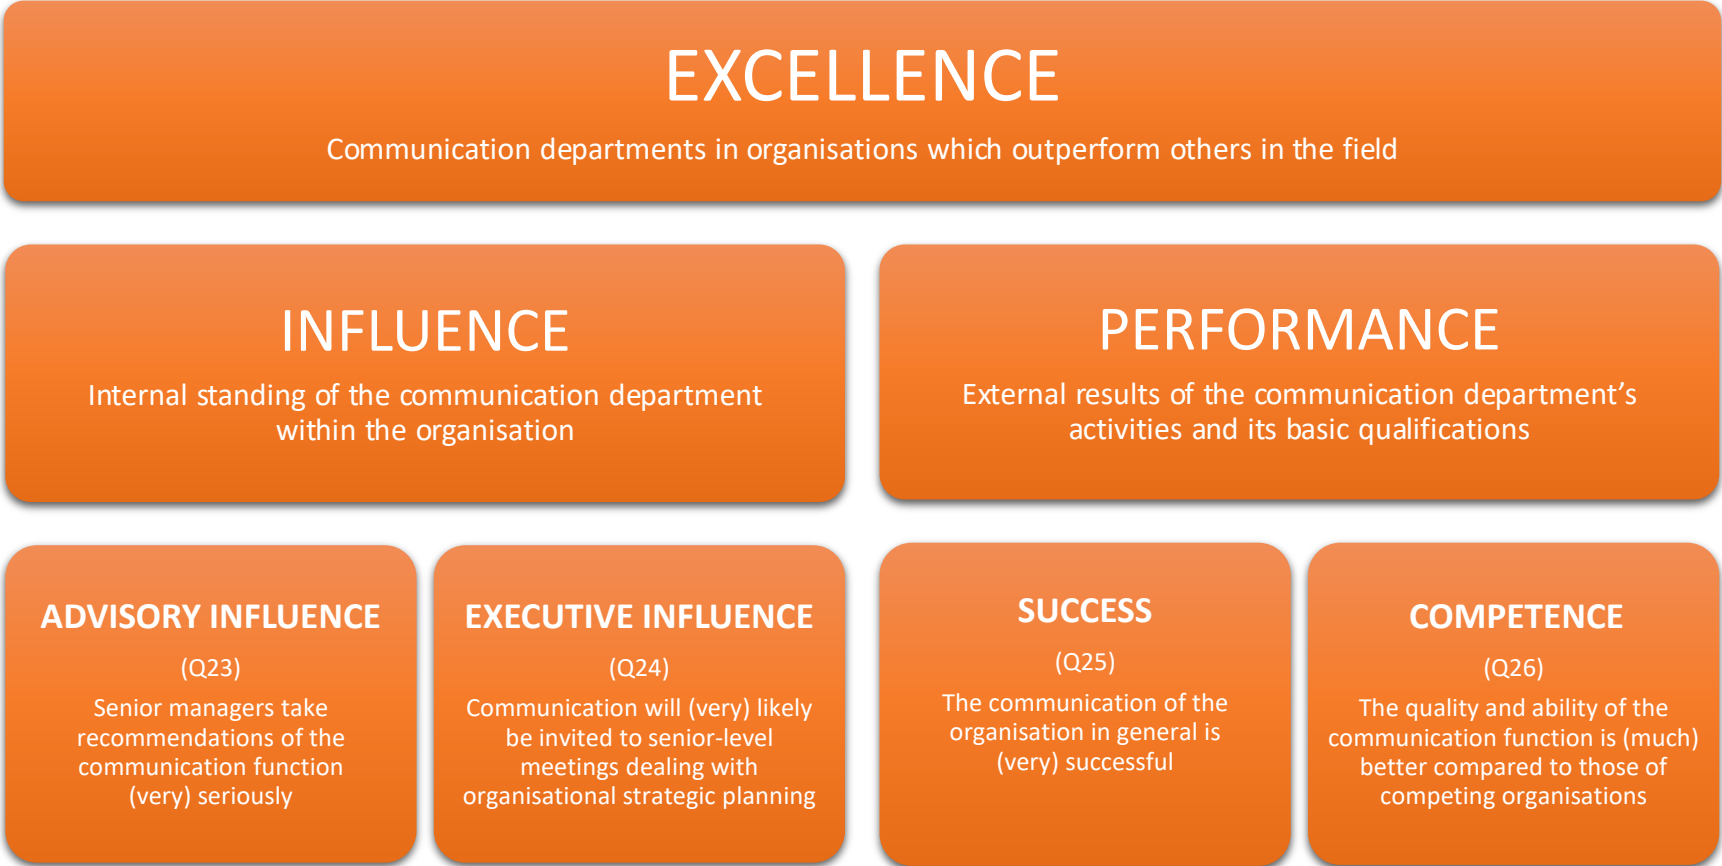 EXCELLENCE
Communication departments in organisations which outperform others in the field
INFLUENCE
Internal standing of the communication department
within the organisation
PERFORMANCE
External results of the communication department’s
activities and its basic qualifications
ADVISORY INFLUENCE
(Q23)
Senior managers take
recommendations of the
communication function
(very) seriously
EXECUTIVE INFLUENCE
(Q24)
Communication will (very) likely
be invited to senior-level
meetings dealing with
organisational strategic planning
SUCCESS
(Q25)
The communication of the
organisation in general is
(very) successful
COMPETENCE
(Q26)
The quality and ability of the
communication function is (much)
better compared to those of
competing organisations